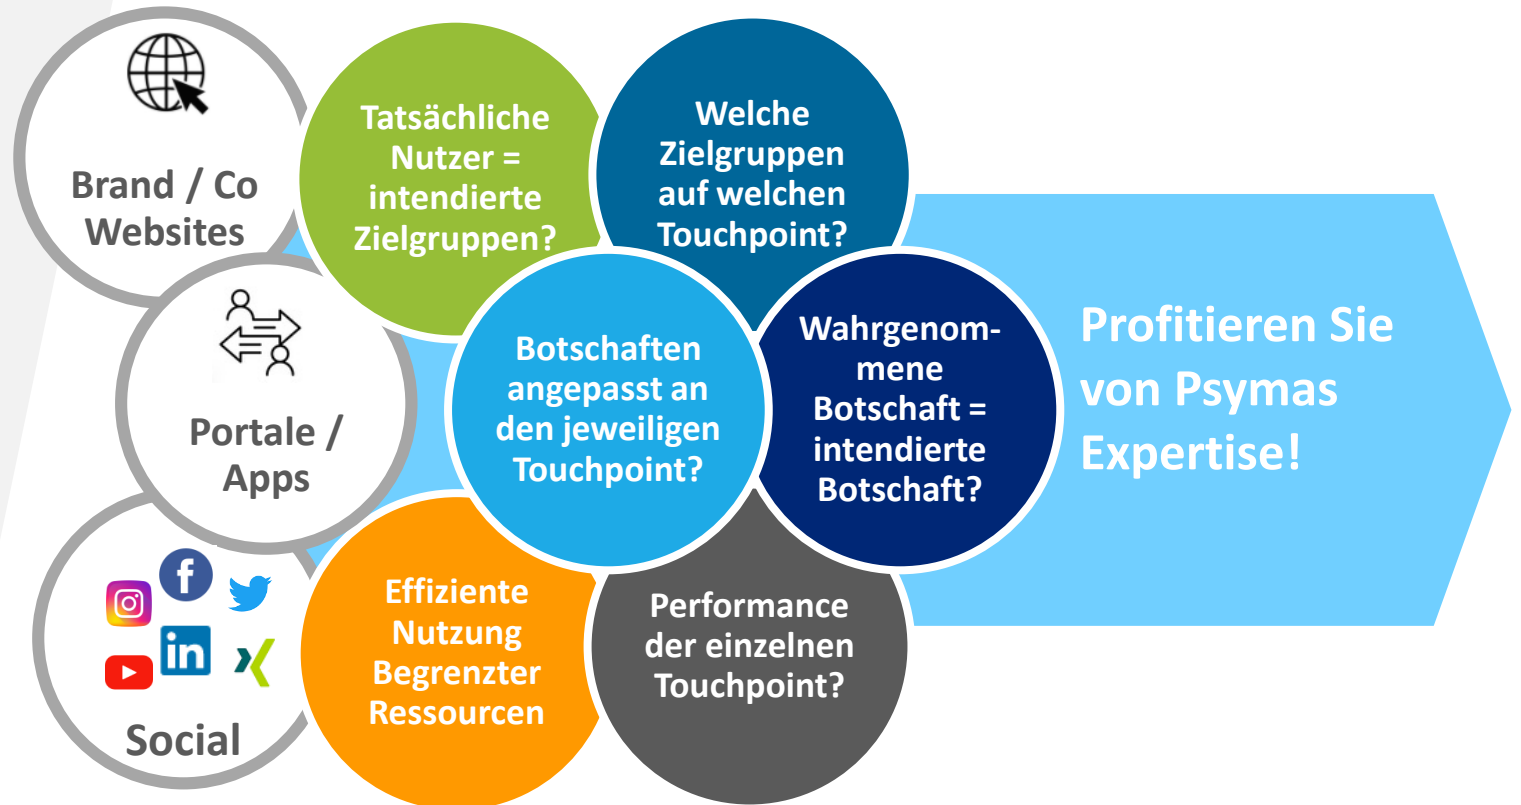 Brand / Co
Websites
Tatsächliche
Nutzer =
intendierte
Zielgruppen?
Welche
Zielgruppen
auf welchen
Touchpoint?
Portale /
Apps
Botschaften
angepasst an
den jeweiligen
Touchpoint?
Wahrgenom-
mene
Botschaft =
intendierte
Botschaft?
Profitieren Sie
von Psymas
Expertise!
f
in
Social
Effiziente
Nutzung
Begrenzter
Ressourcen
Performance
der einzelnen
Touchpoint?